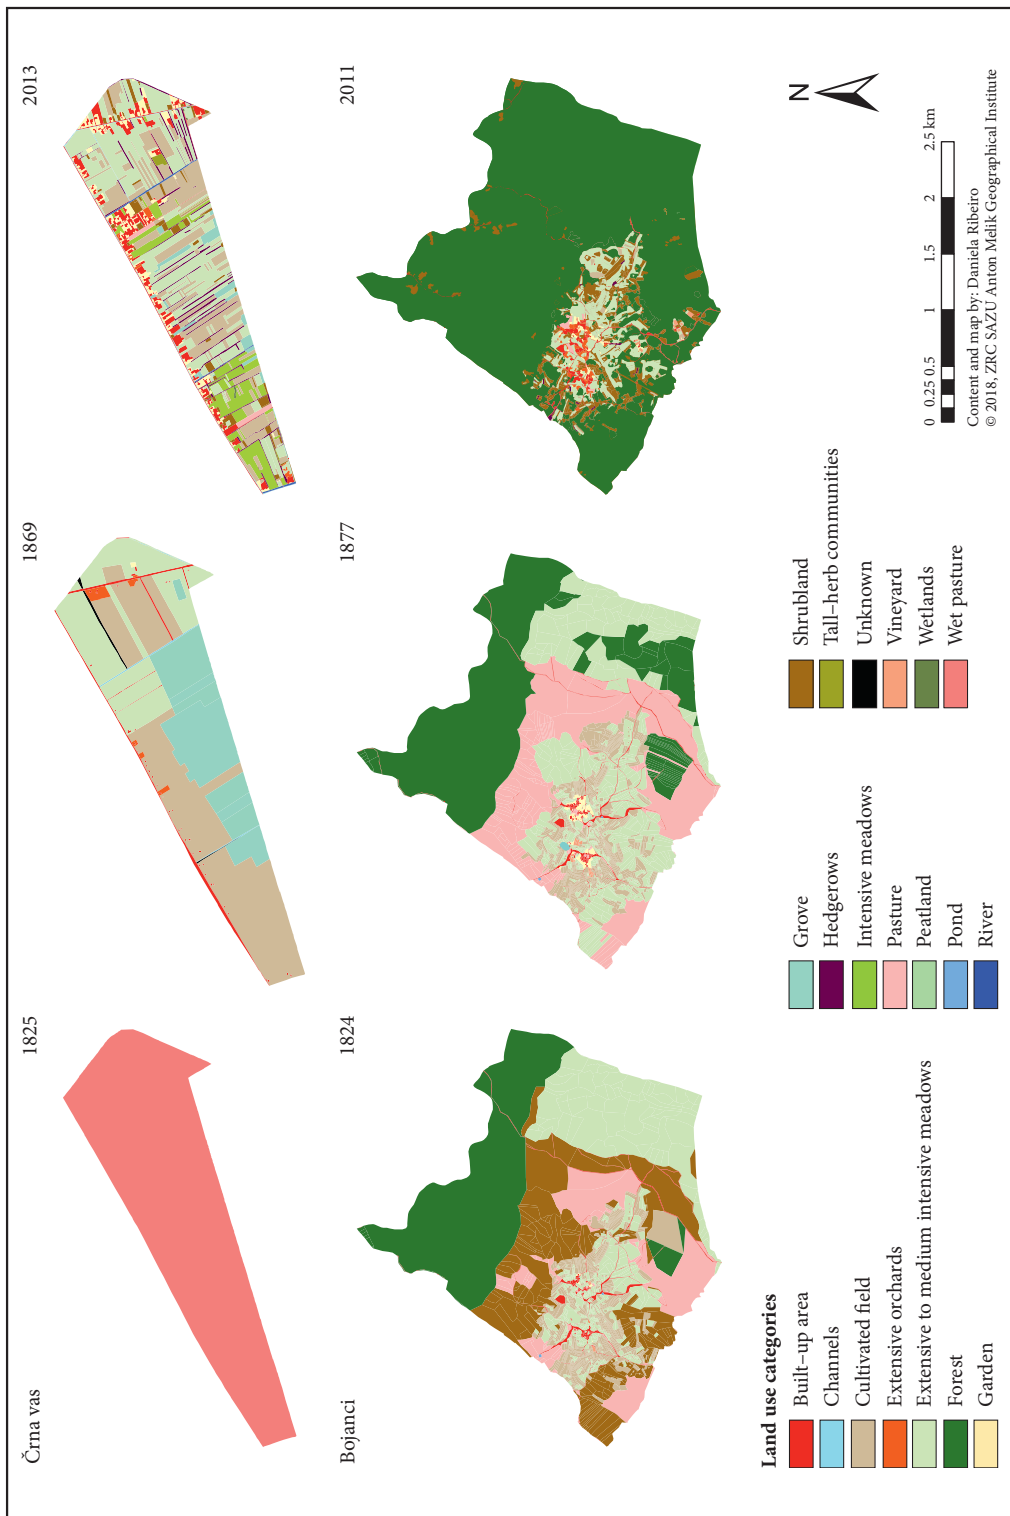 Črna vas
1825
1869
2013
Bojanci
1824
1877
2011
Land use categories
Built–up area
Channels
Cultivated field
Extensive orchards
Extensive to medium intensive meadows
Forest
Garden
Grove
Hedgerows
Intensive meadows
Pasture
Peatland
Pond
River
Shrubland
Tall–herb communities
Unknown
Vineyard
Wetlands
Wet pasture
N
0 0.25 0.5 1 1.5 2 2.5 km
Content and map by: Daniela Ribeiro
© 2018, ZRC SAZU Anton Melik Geographical Institute